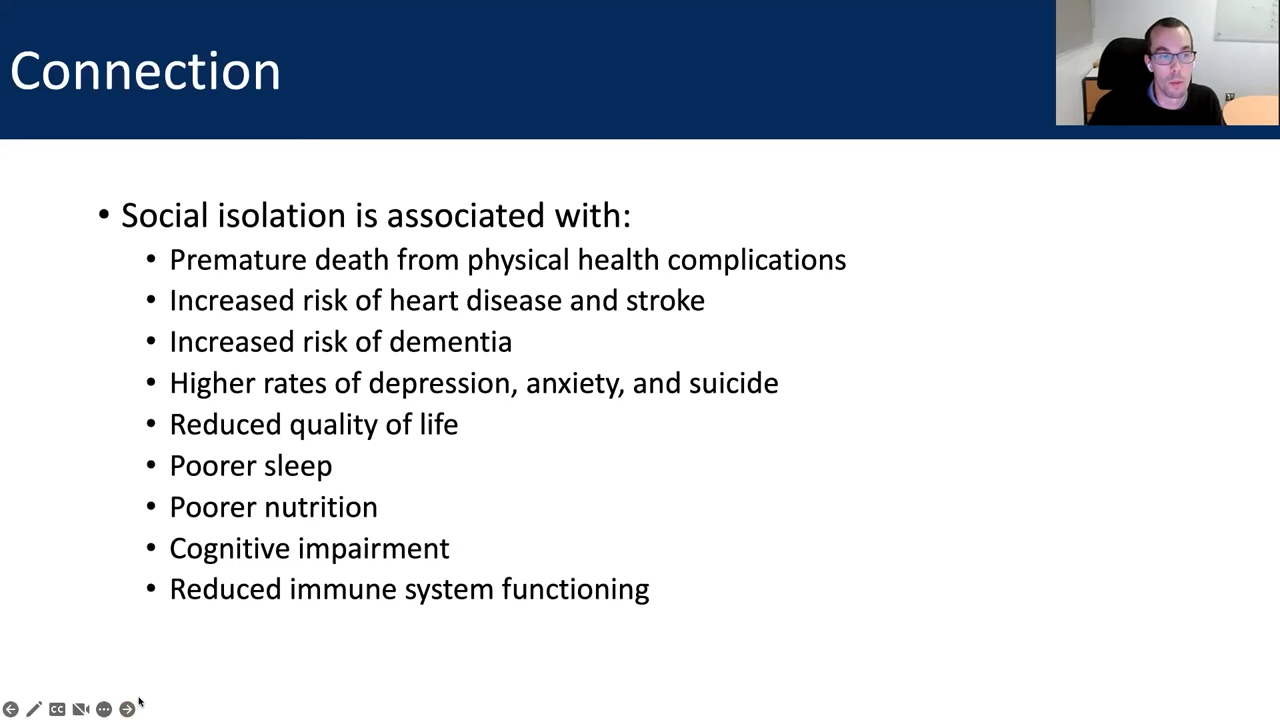 Connection
• Social isolation is associated with:
• Premature death from physical health complications
• Increased risk of heart disease and stroke
• Increased risk of dementia
• Higher rates of depression, anxiety, and suicide
• Reduced quality of life
• Poorer sleep
• Poorer nutrition
• Cognitive impairment
• Reduced immune system functioning
CC